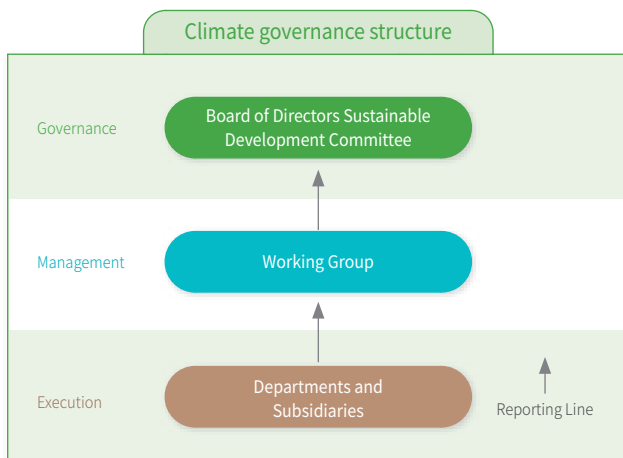 Climate governance structure
Governance
Board of Directors Sustainable
Development Committee
Management
Working Group
Execution
Departments and
Subsidiaries
Reporting Line